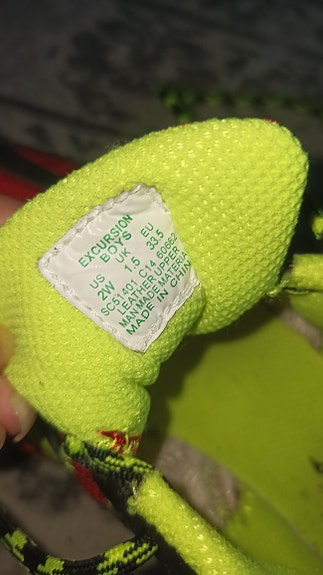 EXCURSION
BOYS
US UK EU
2W 1.5 33.5
SC51401 C14 60662
LEATHER UPPER
MANMADE MATERIA
MADE IN CHINA